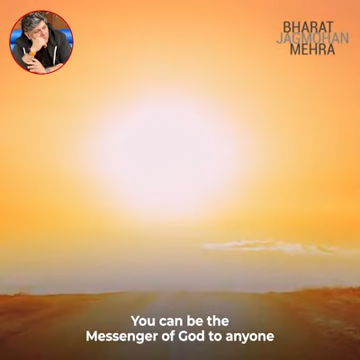 BHARAT
JAGMOHAN
MEHRA
You can be the
Messenger of God to anyone